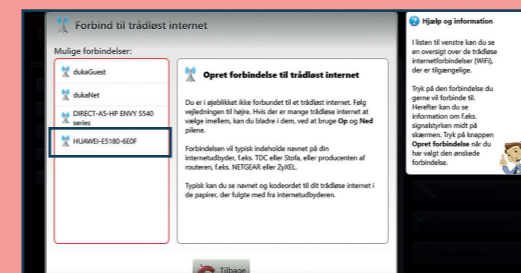 Forbind til trådløst internet
Mulige forbindelser:
dukaGuest
dukaNet
DIRECT-A5-HP ENVY 5540
series
HUAWEI-E5180-6E0F
Opret forbindelse til trådløst internet
Du er i øjeblikket ikke forbundet til et trådløst internet. Følg
vejledningen til højre. Hvis der er mange trådløse internet at
vælge imellem, kan du bladre i dem, ved at bruge Op og Ned
pilene.
Forbindelsen vil typisk indeholde navnet på din
internetudbyder, f.eks. TDC eller Stofa, eller producenten af
routeren, f.eks. NETGEAR eller ZyXEL.
Typisk kan du se navnet og kodeordet til dit trådløse internet i
de papirer, der fulgte med fra internetudbyderen.
Tilbage
Hjælp og information
I listen til venstre kan du se
en oversigt over de trådløse
internetforbindelser (WiFi),
der er tilgængelige.
Tryk på den forbindelse du
gerne vil forbinde til.
Herefter kan du se
information om f.eks.
signalstyrken midt på
skærmen. Tryk på knappen
Opret forbindelse når du
har valgt den ønskede
forbindelse.